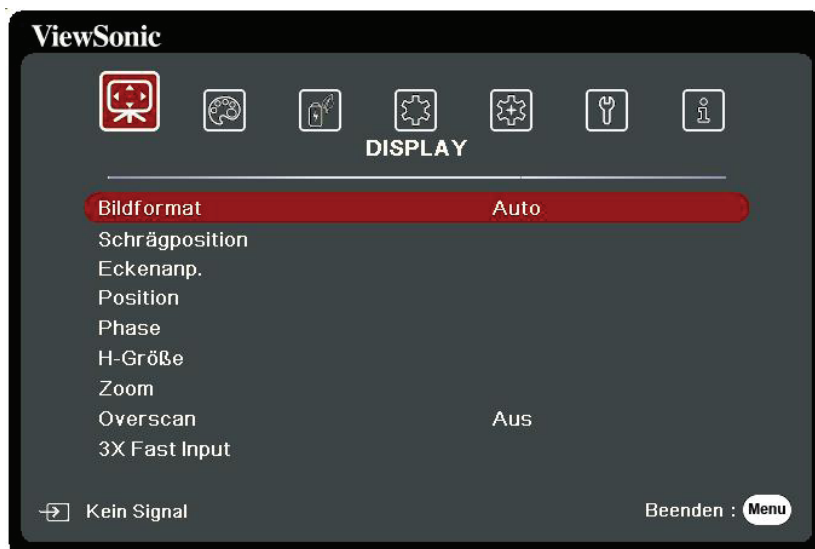 ViewSonic
DISPLAY
Bildformat Auto
Schrägposition
Eckenanp.
Position
Phase
H-Größe
Zoom
Overscan Aus
3X Fast Input
Kein Signal Beenden : Menu